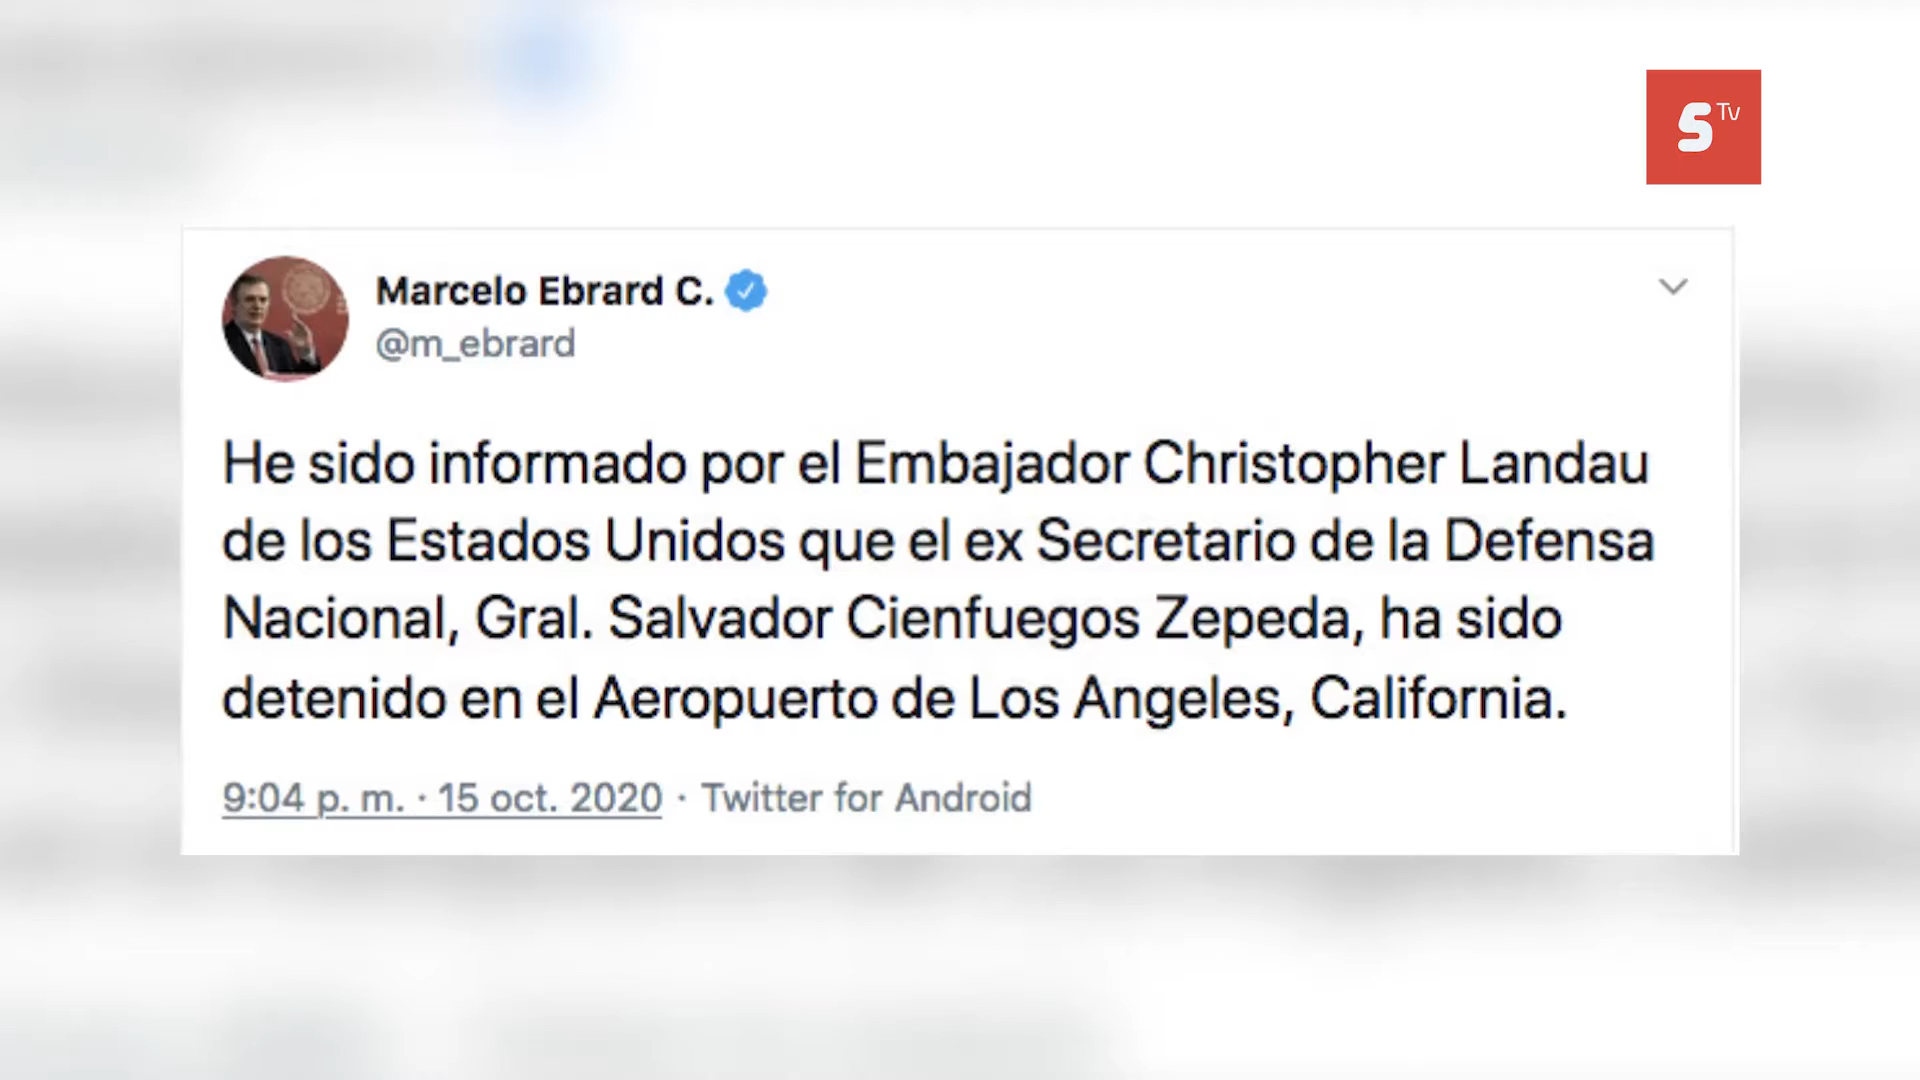 S Tv
Marcelo Ebrard C.
@m_ebrard
He sido informado por el Embajador Christopher Landau
de los Estados Unidos que el ex Secretario de la Defensa
Nacional, Gral. Salvador Cienfuegos Zepeda, ha sido
detenido en el Aeropuerto de Los Angeles, California.
9:04 p. m. · 15 oct. 2020 · Twitter for Android